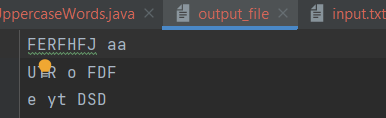 UppercaseWords.java output_file input.txt
FERFHFJ aa
UYR o FDF
e yt DSD